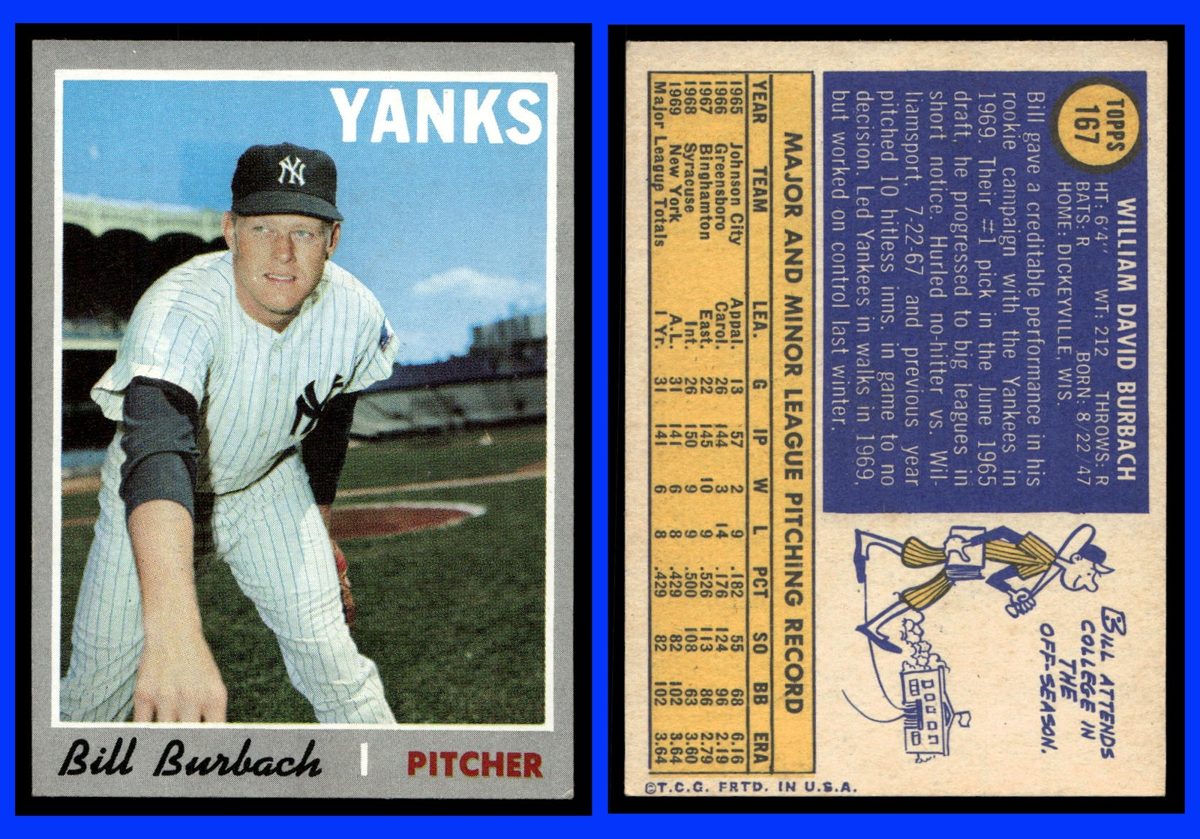 YANKS
NY
NY
Bill Burbach | PITCHER
TOPPS
167
WILLIAM DAVID BURBACH
HT: 6'4" WT: 212 THROWS: R
BATS: R BORN: 8/22/47
HOME: DICKEYVILLE, WIS.
Bill gave a creditable performance in his
rookie campaign with the Yankees in
1969. Their #1 pick in the June 1965
draft, he progressed to big leagues in
short notice. Hurled no-hitter vs. Wil-
liamsport, 7-22-67 and previous year
pitched 10 hitless inns. in game to no
decision. Led Yankees in walks in 1969,
but worked on control last winter.
BILL ATTENDS
COLLEGE IN
THE
OFF-SEASON.
MAJOR AND MINOR LEAGUE PITCHING RECORD
YEAR TEAM LEA. G IP W L PCT SO BB ERA
1965 Johnson City Appal. 13 57 2 9 .182 55 68 6.16
1966 Greensboro Carol. 26 144 3 14 .176 124 96 2.19
1967 Binghamton East. 22 145 10 9 .526 113 86 2.79
1968 Syracuse Int. 26 150 9 9 .500 108 63 3.60
1969 New York A.L. 31 141 6 8 .429 82 102 3.64
Major League Totals 1 Yr. 31 141 6 8 .429 82 102 3.64
©T.C.G. PRTD. IN U.S.A.